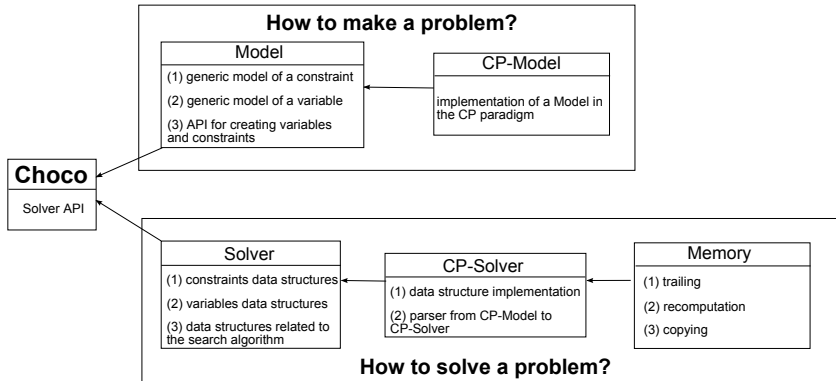 How to make a problem?
Model
(1) generic model of a constraint
(2) generic model of a variable
(3) API for creating variables
and constraints
CP-Model
implementation of a Model in
the CP paradigm
Choco
Solver API
Solver
(1) constraints data structures
(2) variables data structures
(3) data structures related to
the search algorithm
CP-Solver
(1) data structure implementation
(2) parser from CP-Model to
CP-Solver
Memory
(1) trailing
(2) recomputation
(3) copying
How to solve a problem?